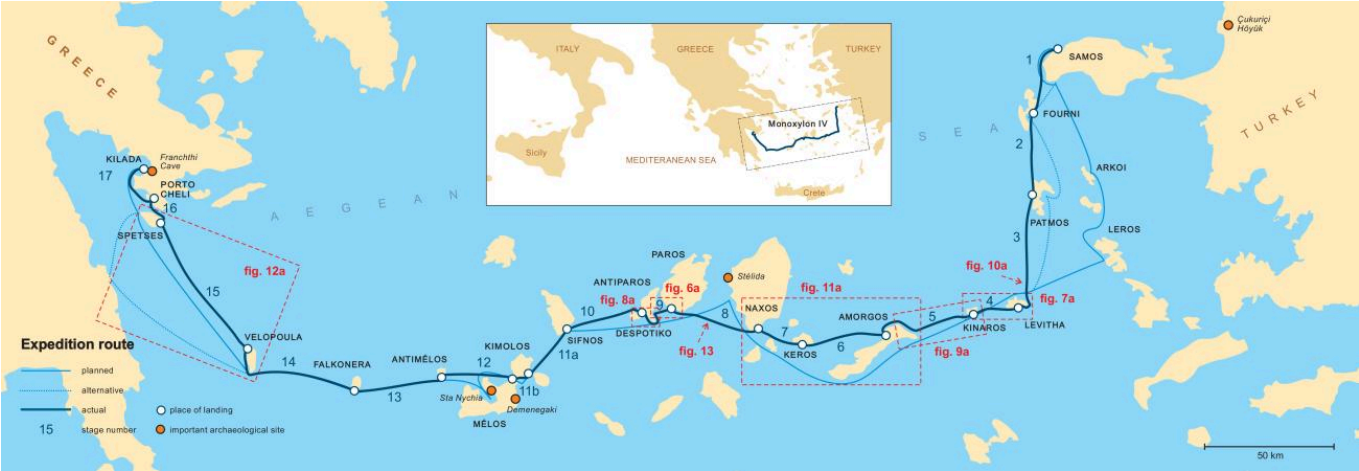 GREECE
KILADA
Franchthi
Cave
17
PORTO
CHELI
16
SPETSES
fig. 12a
15
VELOPOULA
14
FALKONERA
13
ANTIMÉLOS
12
KIMOLOS
Sta Nychia
11b
Demenegaki
MÉLOS
11a
SIFNOS
10
ANTIPAROS
fig. 8a
DESPOTIKO
PAROS
9
fig. 6a
fig. 13
8
Stélida
NAXOS
fig. 11a
7
KEROS
6
AMORGOS
5
fig. 9a
KINAROS
4
LEVITHA
fig. 7a
fig. 10a
3
PATMOS
2
FOURNI
1
SAMOS
ARKOI
LEROS
Çukuriçi
Höyük
TURKEY
AEGEAN
SEA
ITALY
GREECE
TURKEY
Monoxylon IV
Sicily
MEDITERANEAN SEA
Crete
Expedition route
planned
alternative
actual
15 stage number
place of landing
important archaeological site
50 km